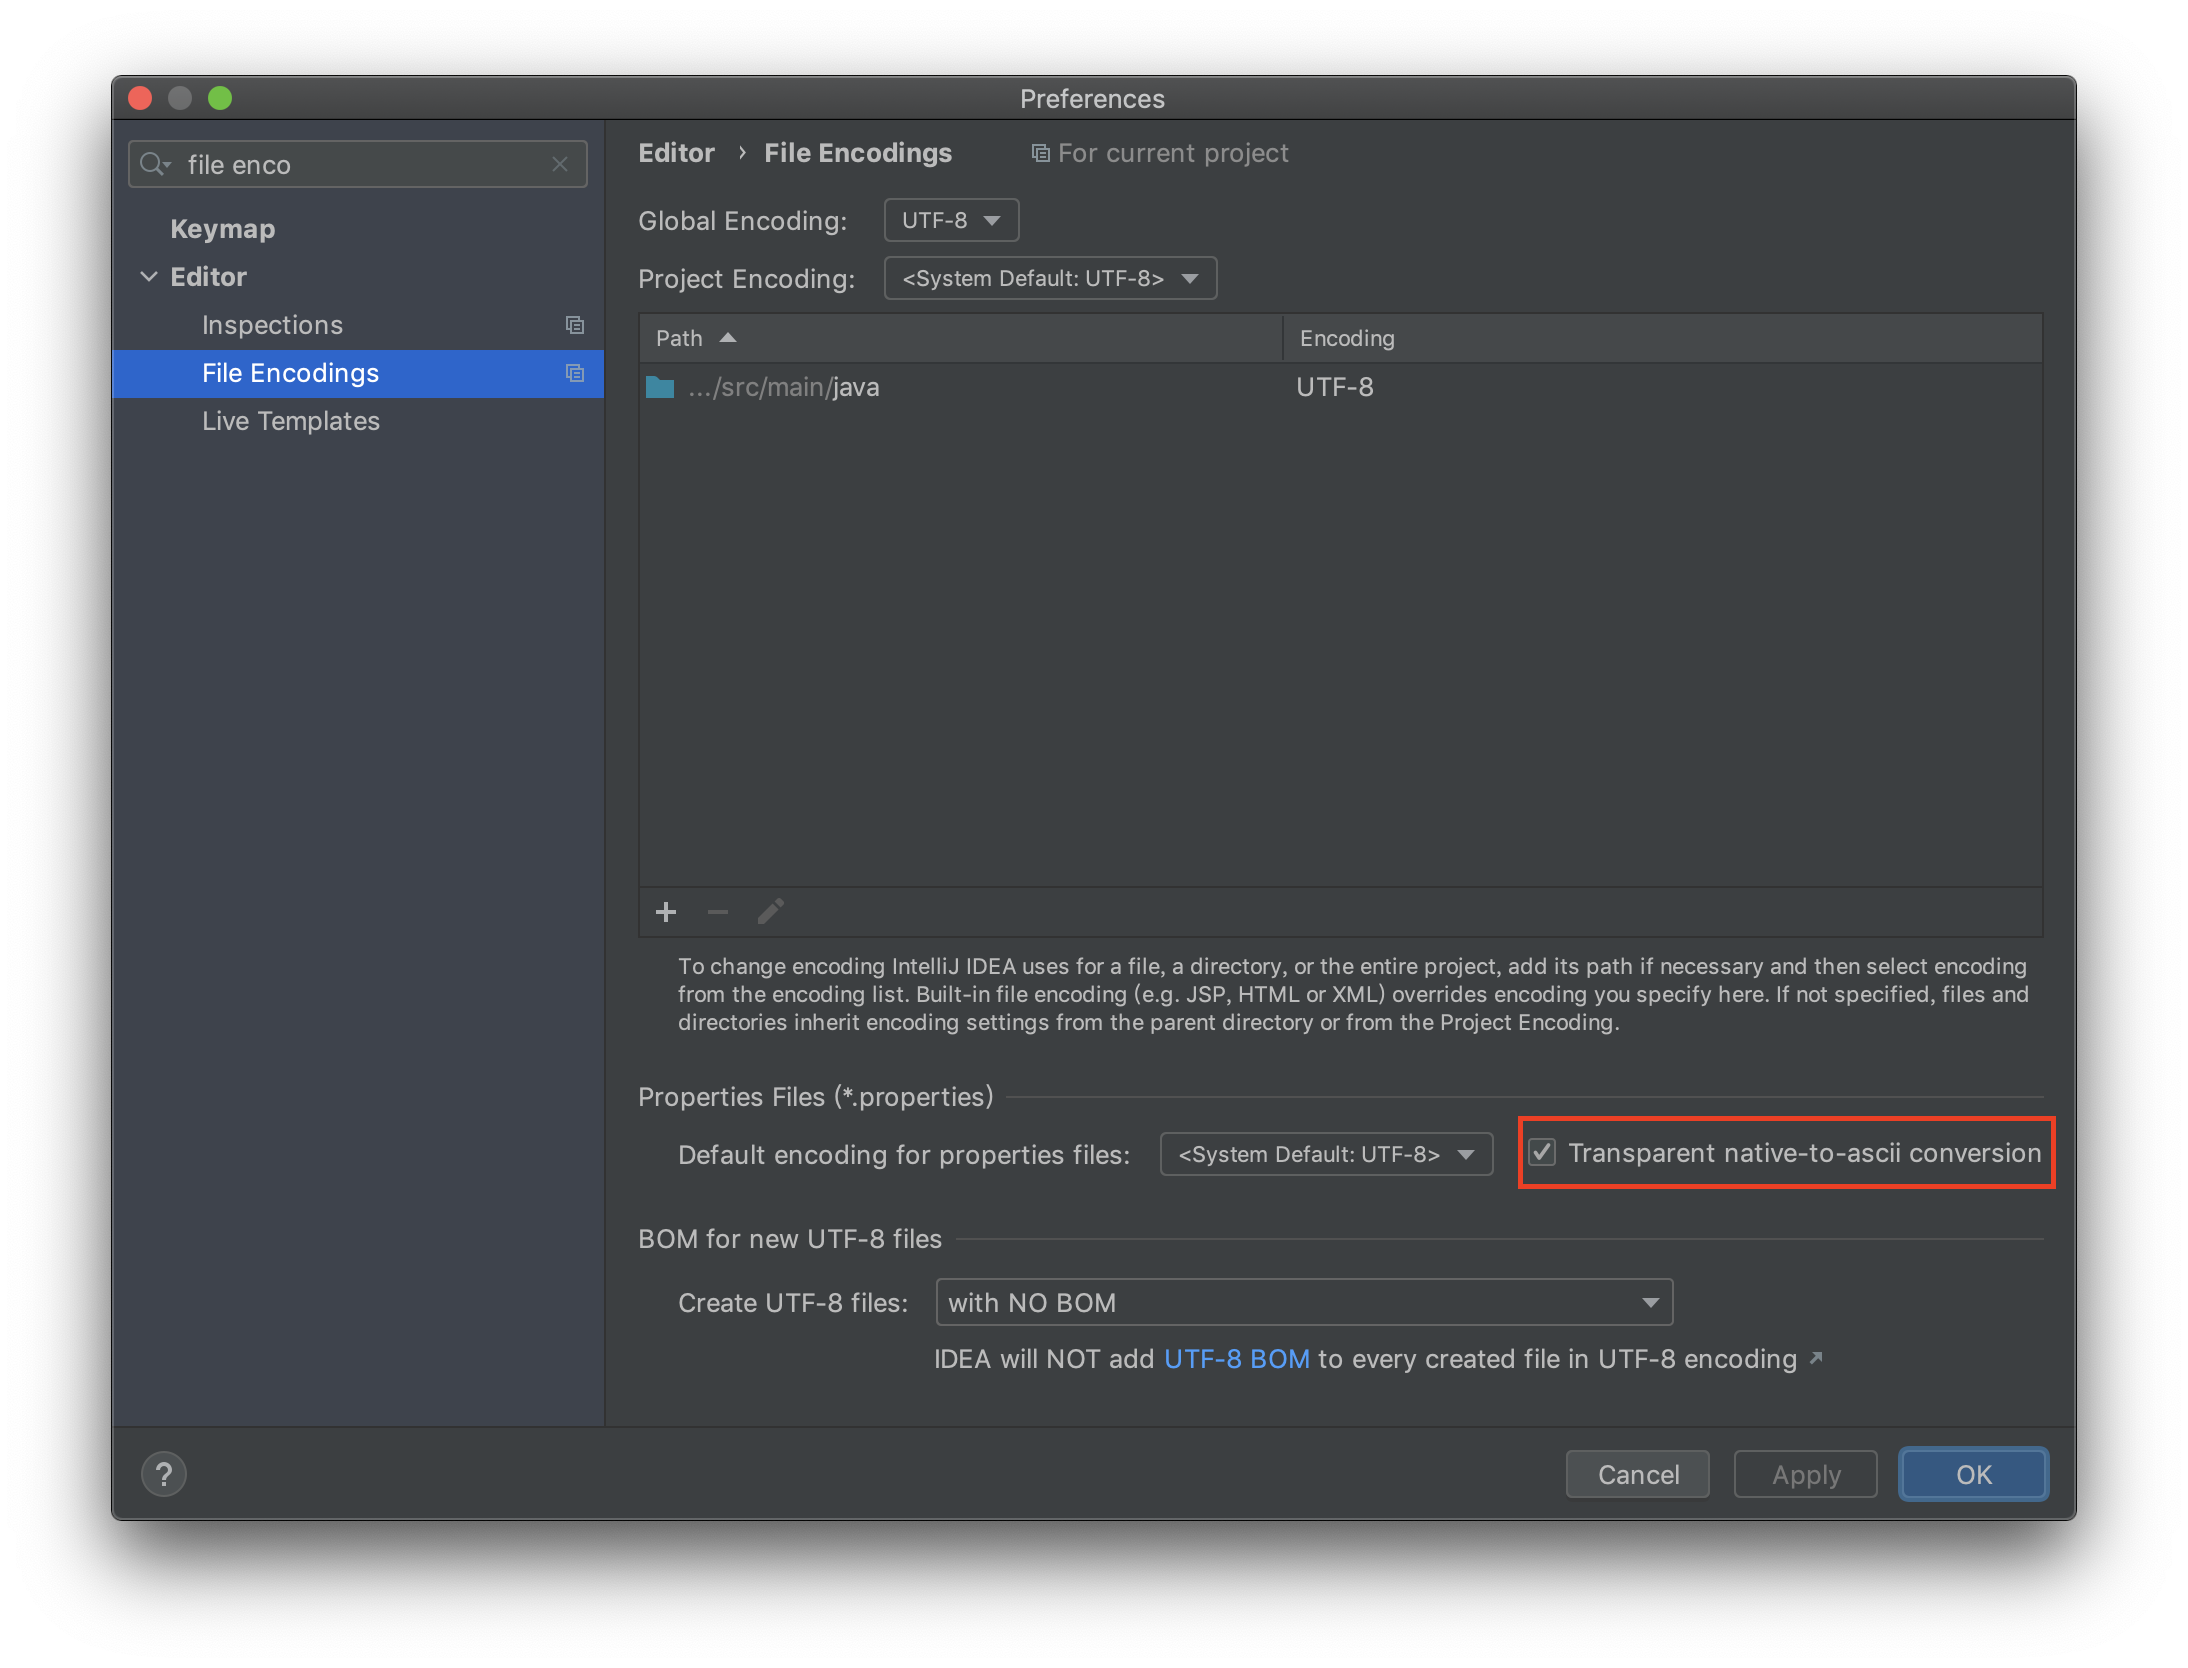 Preferences
file enco
Keymap
Editor
Inspections
File Encodings
Live Templates
Editor › File Encodings For current project
Global Encoding: UTF-8
Project Encoding: <System Default: UTF-8>
Path Encoding
.../src/main/java UTF-8
To change encoding IntelliJ IDEA uses for a file, a directory, or the entire project, add its path if necessary and then select encoding
from the encoding list. Built-in file encoding (e.g. JSP, HTML or XML) overrides encoding you specify here. If not specified, files and
directories inherit encoding settings from the parent directory or from the Project Encoding.
Properties Files (*.properties)
Default encoding for properties files: <System Default: UTF-8> Transparent native-to-ascii conversion
BOM for new UTF-8 files
Create UTF-8 files: with NO BOM
IDEA will NOT add UTF-8 BOM to every created file in UTF-8 encoding
? Cancel Apply OK